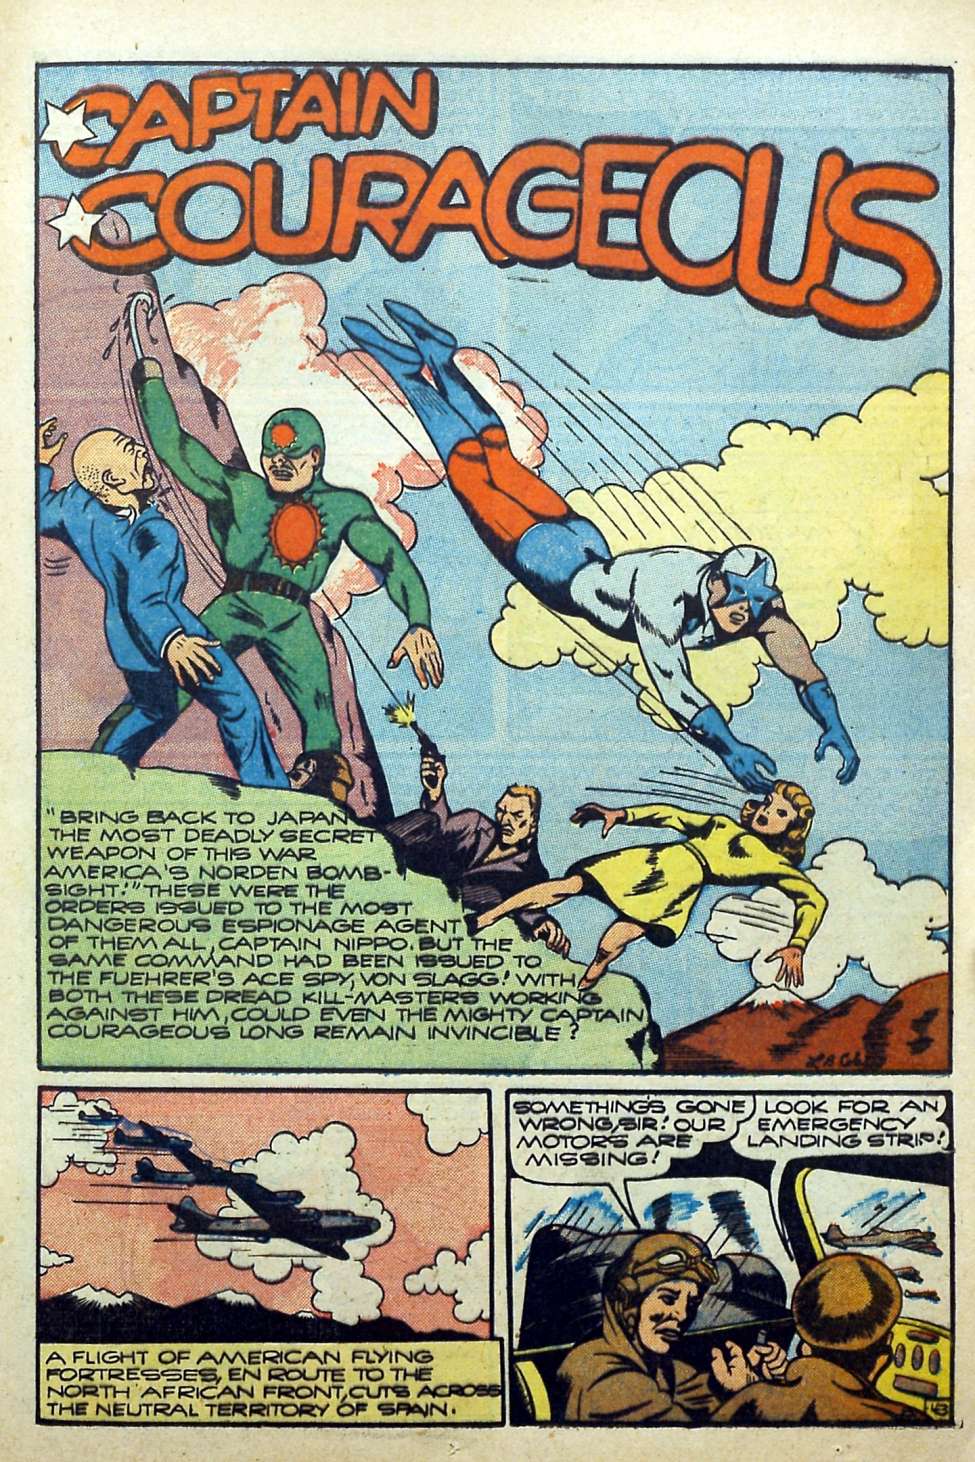 CAPTAIN
COURAGEOUS
"BRING BACK TO JAPAN
THE MOST DEADLY SECRET
WEAPON OF THIS WAR
AMERICA'S NORDEN BOMB-
SIGHT." THESE WERE THE
ORDERS ISSUED TO THE MOST
DANGEROUS ESPIONAGE AGENT
OF THEM ALL, CAPTAIN NIPPO. BUT THE
SAME COMMAND HAD BEEN ISSUED TO
THE FUEHRER'S ACE SPY, VON SLAGG! WITH
BOTH THESE DREAD KILL-MASTERS WORKING
AGAINST HIM, COULD EVEN THE MIGHTY CAPTAIN
COURAGEOUS LONG REMAIN INVINCIBLE?
A FLIGHT OF AMERICAN FLYING
FORTRESSES, EN ROUTE TO THE
NORTH AFRICAN FRONT, CUTS ACROSS
THE NEUTRAL TERRITORY OF SPAIN.
SOMETHING'S GONE
WRONG, SIR! OUR
MOTORS ARE
MISSING!
LOOK FOR AN
EMERGENCY
LANDING STRIP!